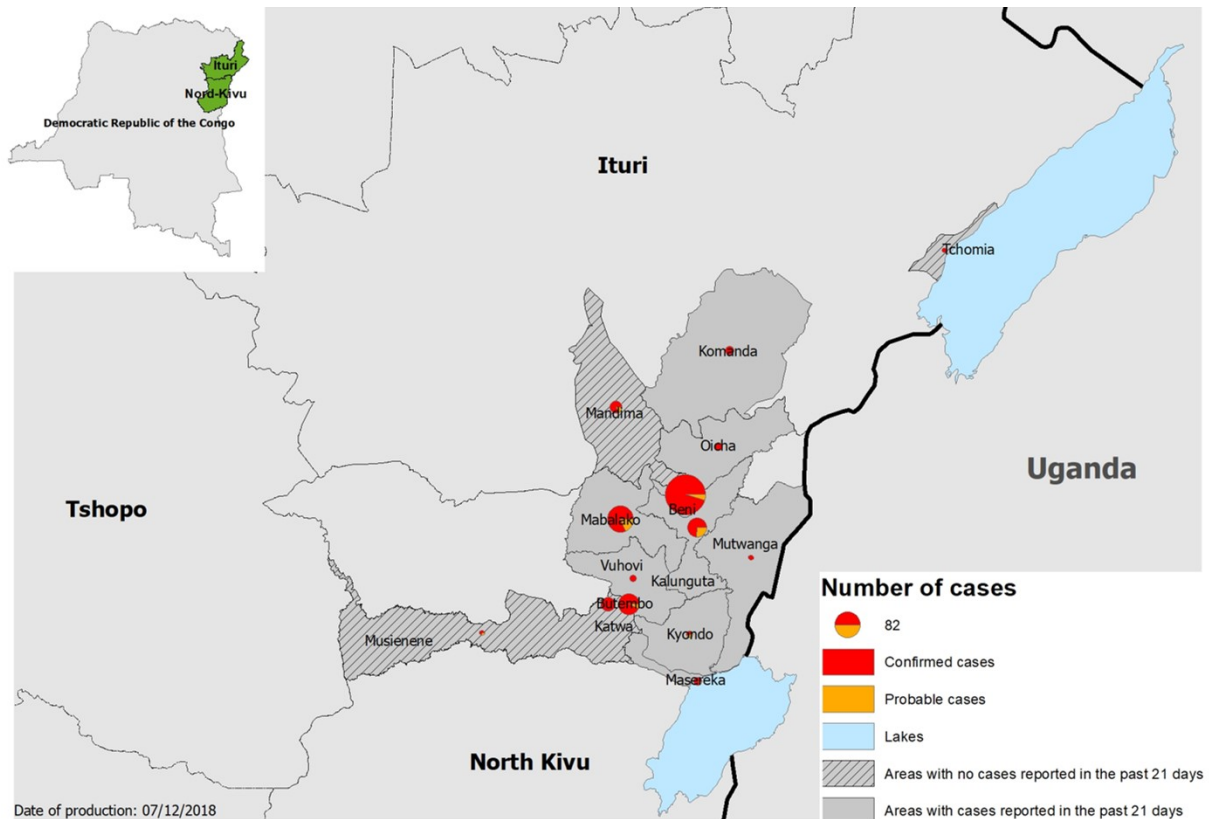 Ituri
Nord-Kivu
Democratic Republic of the Congo
Ituri
Tchomia
Komanda
Mandima
Oicha
Uganda
Tshopo
Beni
Mabalako
Mutwanga
Vuhovi
Kalunguta
Butembo
Katwa
Musienene
Kyondo
Masereka
North Kivu
Number of cases
82
Confirmed cases
Probable cases
Lakes
Areas with no cases reported in the past 21 days
Areas with cases reported in the past 21 days
Date of production: 07/12/2018